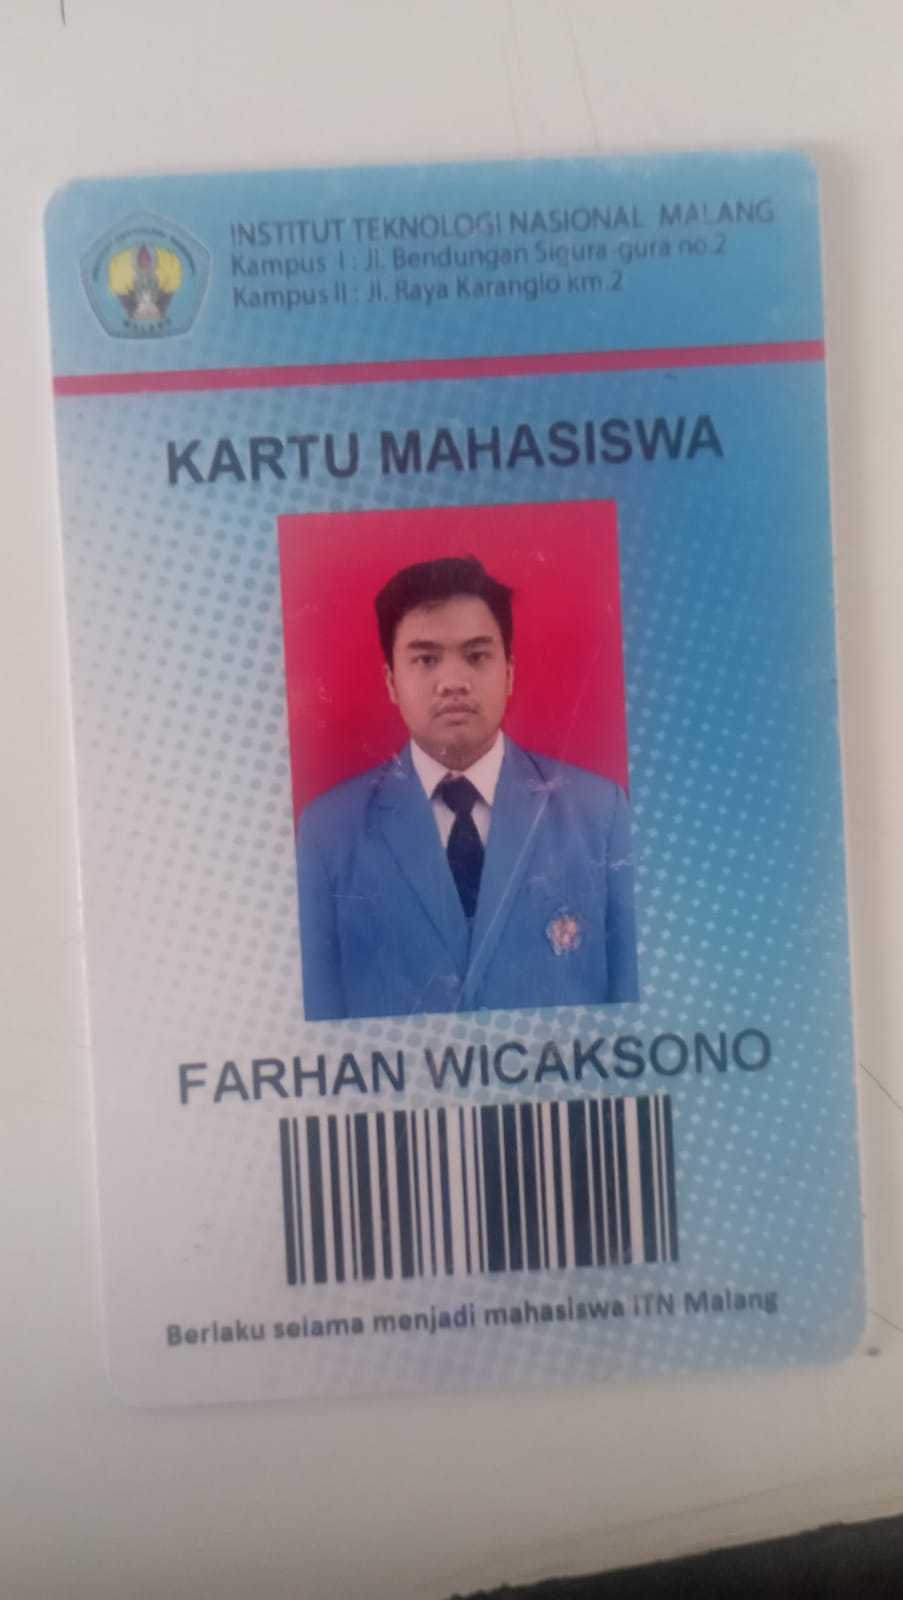 INSTITUT TEKNOLOGI NASIONAL MALANG
Kampus I : Jl. Bendungan Sigura-gura no.2
Kampus II : Jl. Raya Karanglo km.2
MALANG
KARTU MAHASISWA
FARHAN WICAKSONO
Berlaku selama menjadi mahasiswa ITN Malang